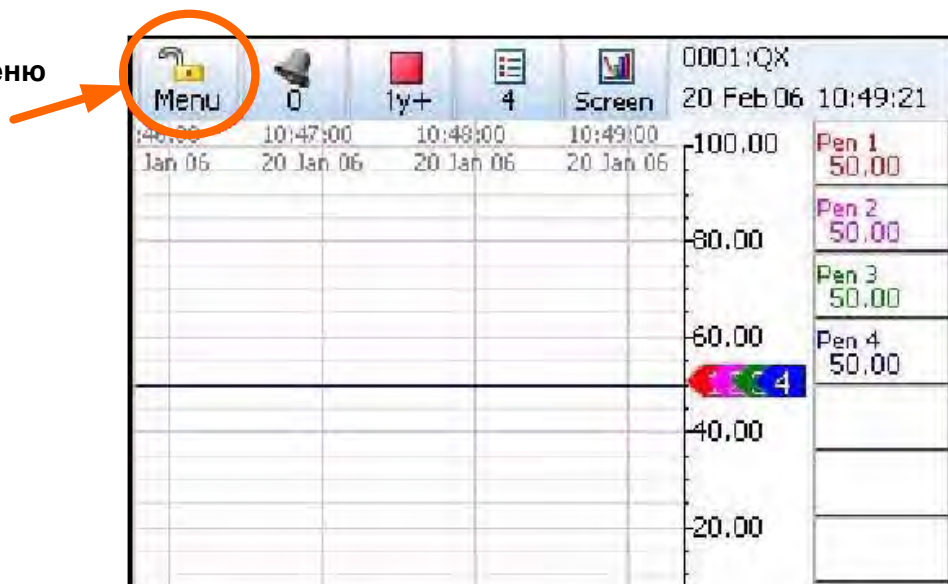 еню
Menu 0 1y+ 4 Screen
0001:QX
20 Feb 06 10:49:21
10:47:00 10:48:00 10:49:00
Jan 06 20 Jan 06 20 Jan 06 20 Jan 06
100.00
80.00
60.00
40.00
20.00
4
Pen 1
50.00
Pen 2
50.00
Pen 3
50.00
Pen 4
50.00